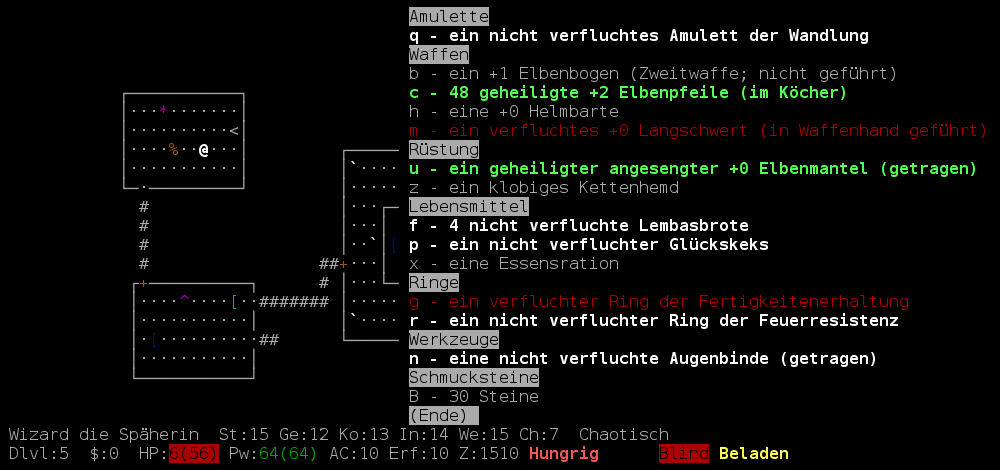 Amulette
q - ein nicht verfluchtes Amulett der Wandlung
Waffen
b - ein +1 Elbenbogen (Zweitwaffe; nicht geführt)
c - 48 geheiligte +2 Elbenpfeile (im Köcher)
h - eine +0 Helmbarte
m - ein verfluchtes +0 Langschwert (in Waffenhand geführt)
Rüstung
u - ein geheiligter angesengter +0 Elbenmantel (getragen)
z - ein klobiges Kettenhemd
Lebensmittel
f - 4 nicht verfluchte Lembasbrote
p - ein nicht verfluchter Glückskeks
x - eine Essensration
Ringe
g - ein verfluchter Ring der Fertigkeitenerhaltung
r - ein nicht verfluchter Ring der Feuerresistenz
Werkzeuge
n - eine nicht verfluchte Augenbinde (getragen)
Schmucksteine
B - 30 Steine
(Ende)
Wizard die Späherin St:15 Ge:12 Ko:13 In:14 We:15 Ch:7 Chaotisch
Dlvl:5 $:0 HP:6(56) Pw:64(64) AC:10 Erf:10 Z:1510 Hungrig Blind Beladen